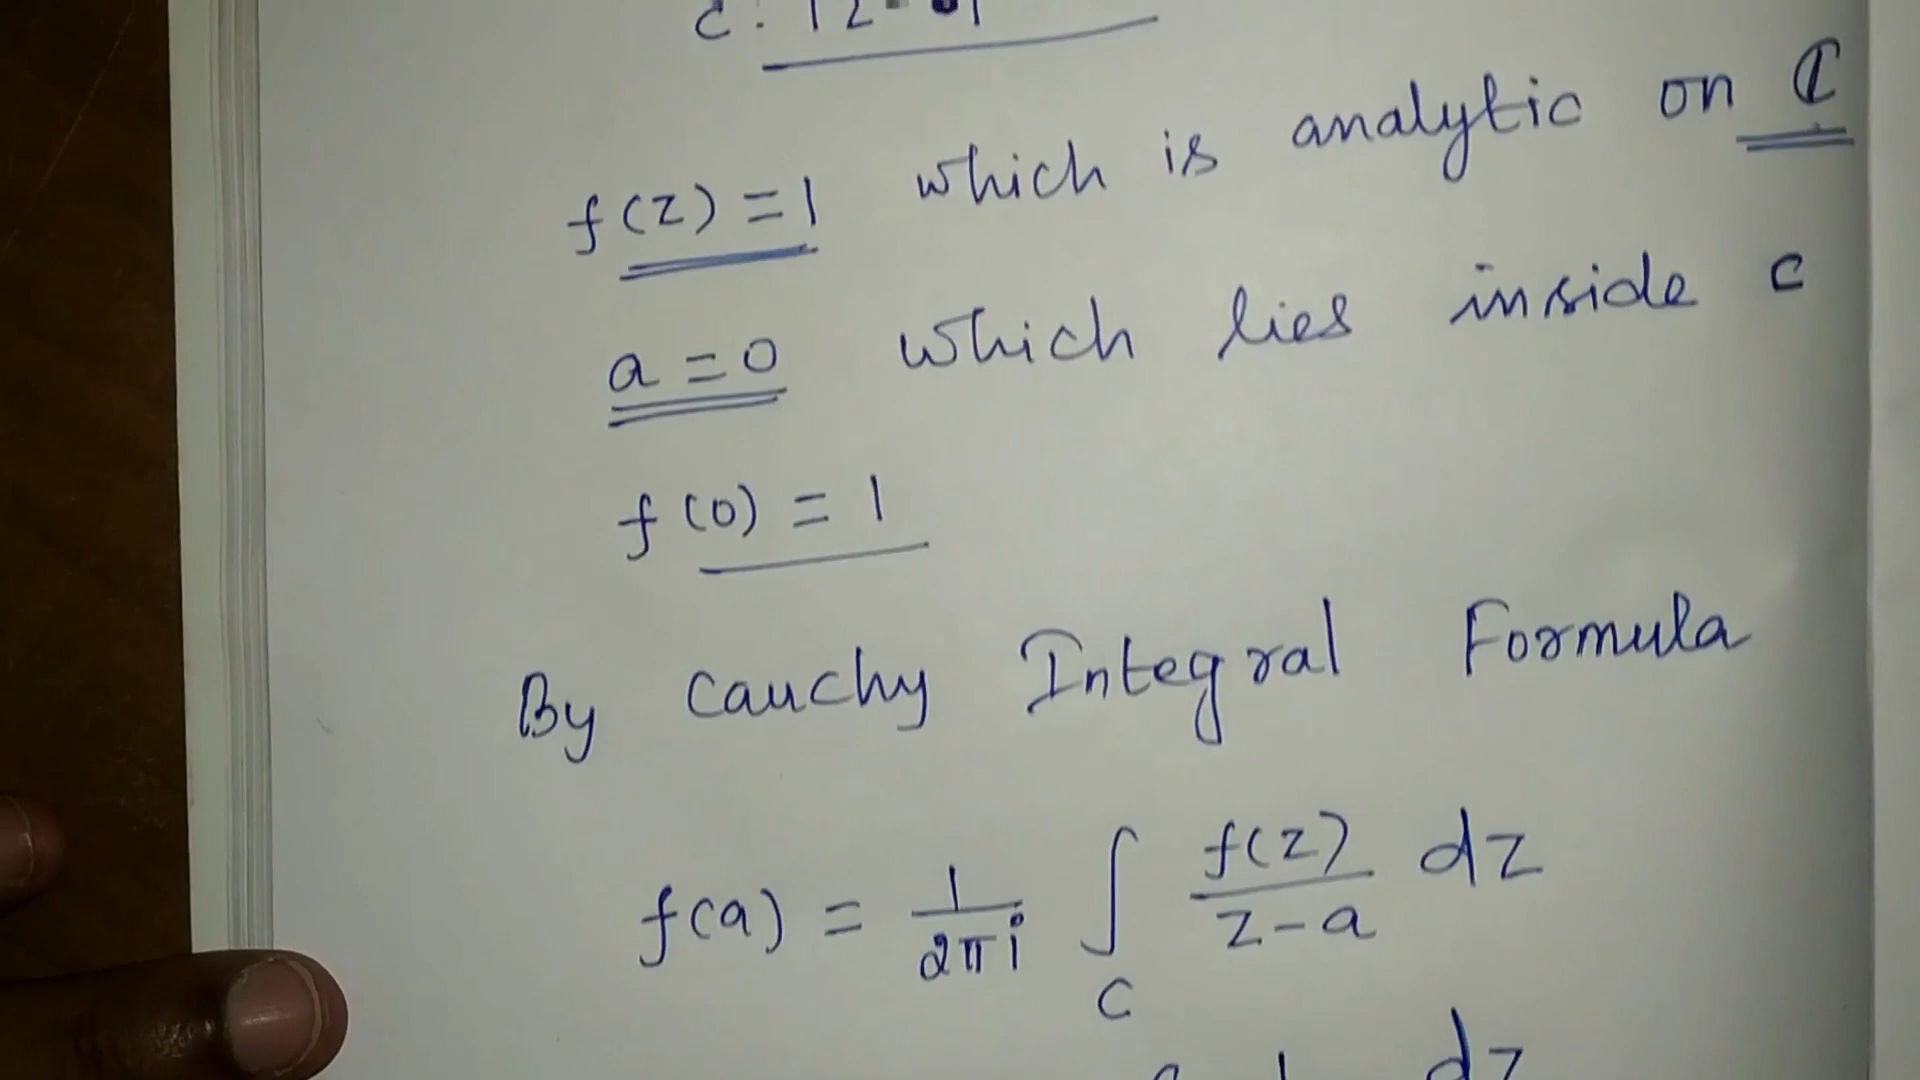 f(z) = 1 which is analytic on ℂ
a = 0 which lies inside c
f(0) = 1
By Cauchy Integral Formula
f(a) = 1/2πi ∫_C f(z)/z-a dz
dz